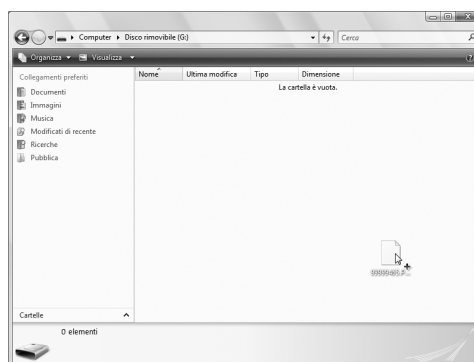 Computer ▸ Disco rimovibile (G:)
Cerca
Organizza Visualizza
Collegamenti preferiti
Nome Ultima modifica Tipo Dimensione
La cartella è vuota.
Documenti
Immagini
Musica
Modificati di recente
Ricerche
Pubblica
Cartelle
0 elementi